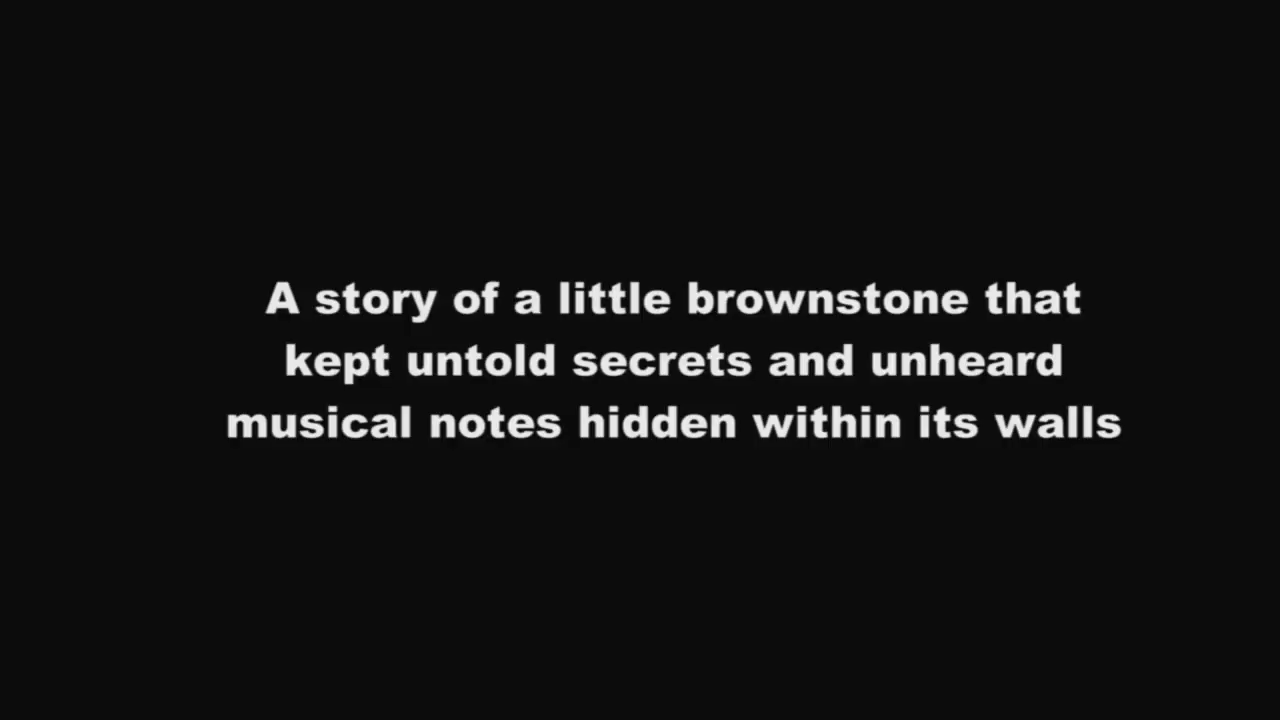 A story of a little brownstone that
kept untold secrets and unheard
musical notes hidden within its walls